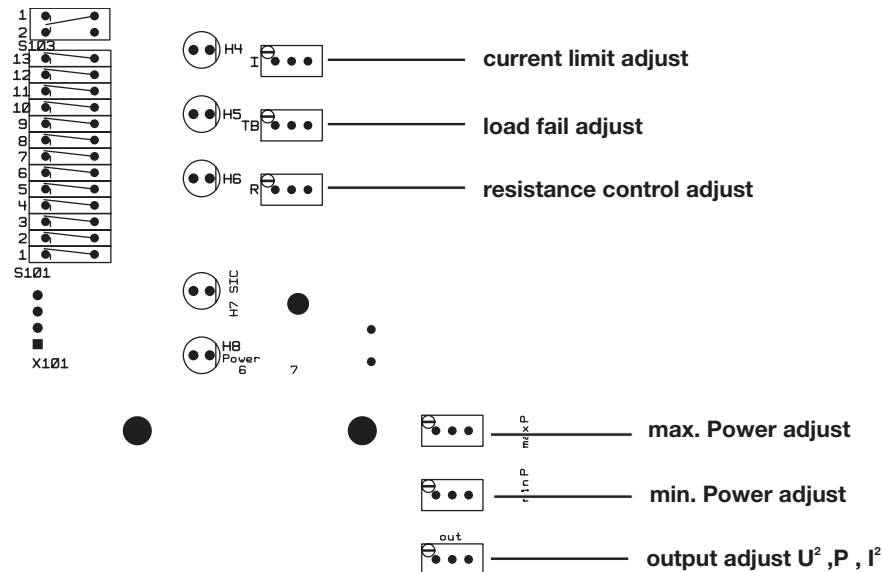 1
2
S103
13
12
11
10
9
8
7
6
5
4
3
2
1
S101
X101
H4
I
current limit adjust
H5
TB
load fail adjust
H6
R
resistance control adjust
H7 SIC
H8
Power
6 7
maxP
max. Power adjust
minP
min. Power adjust
out
output adjust U² ,P , I²